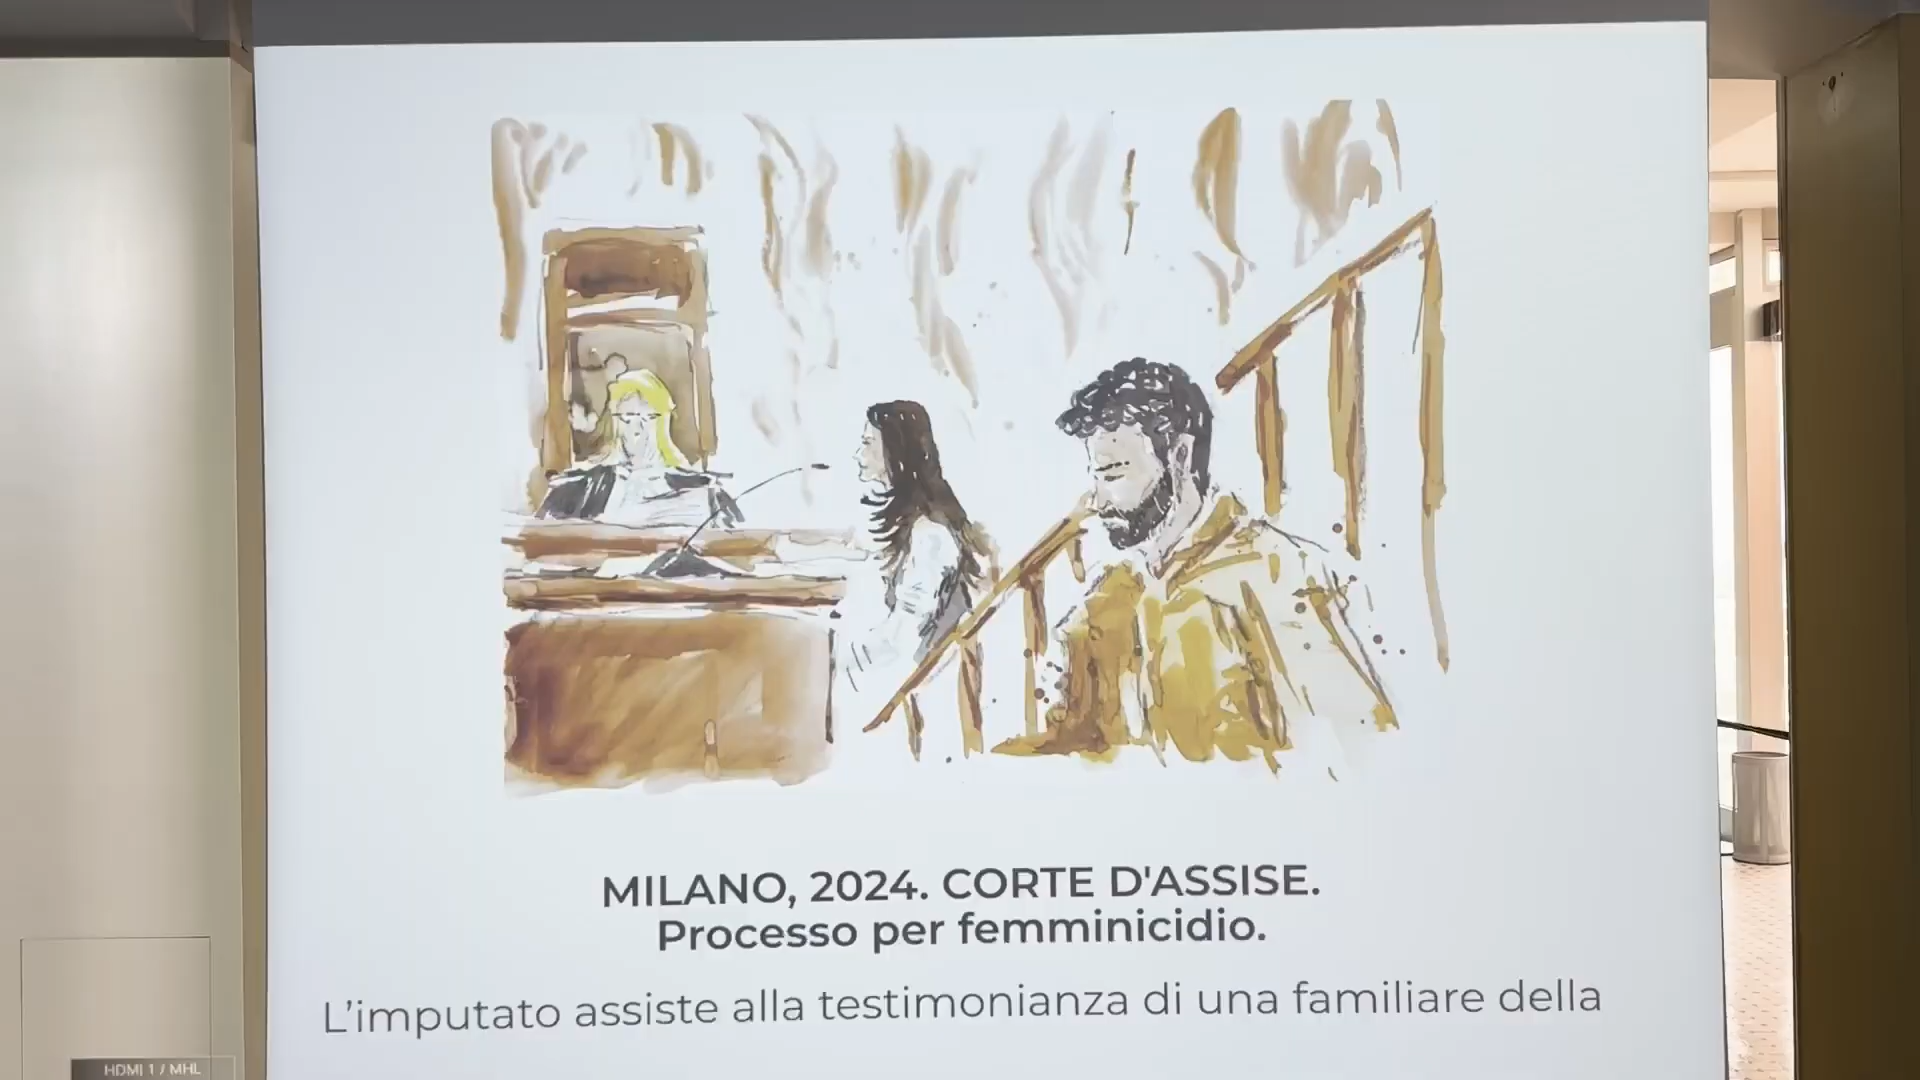 MILANO, 2024. CORTE D'ASSISE.
Processo per femminicidio.
L’imputato assiste alla testimonianza di una familiare della
HDMI 1 / MHL